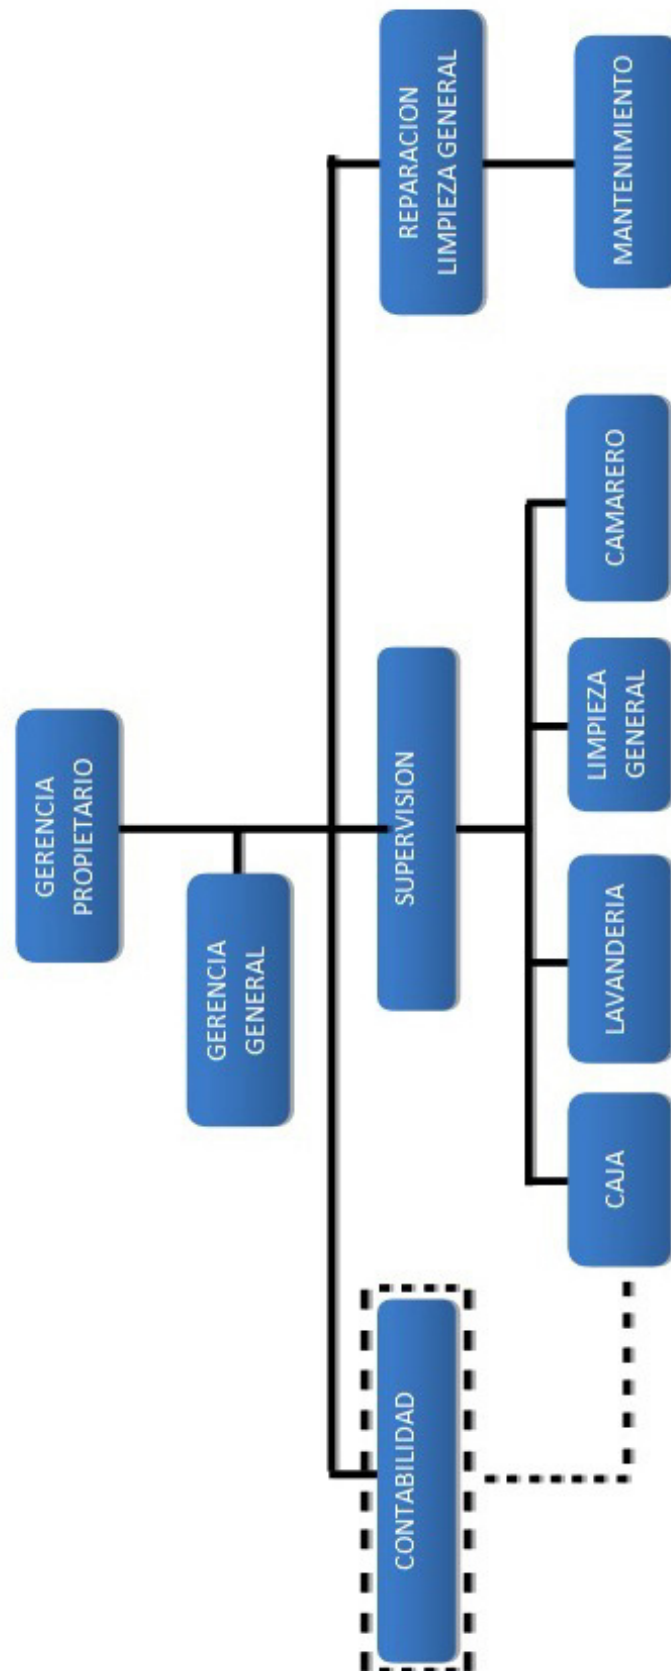 GERENCIA
PROPIETARIO
GERENCIA
GENERAL
CONTABILIDAD
SUPERVISION
REPARACION
LIMPIEZA GENERAL
CAJA
LAVANDERIA
LIMPIEZA
GENERAL
CAMARERO
MANTENIMIENTO